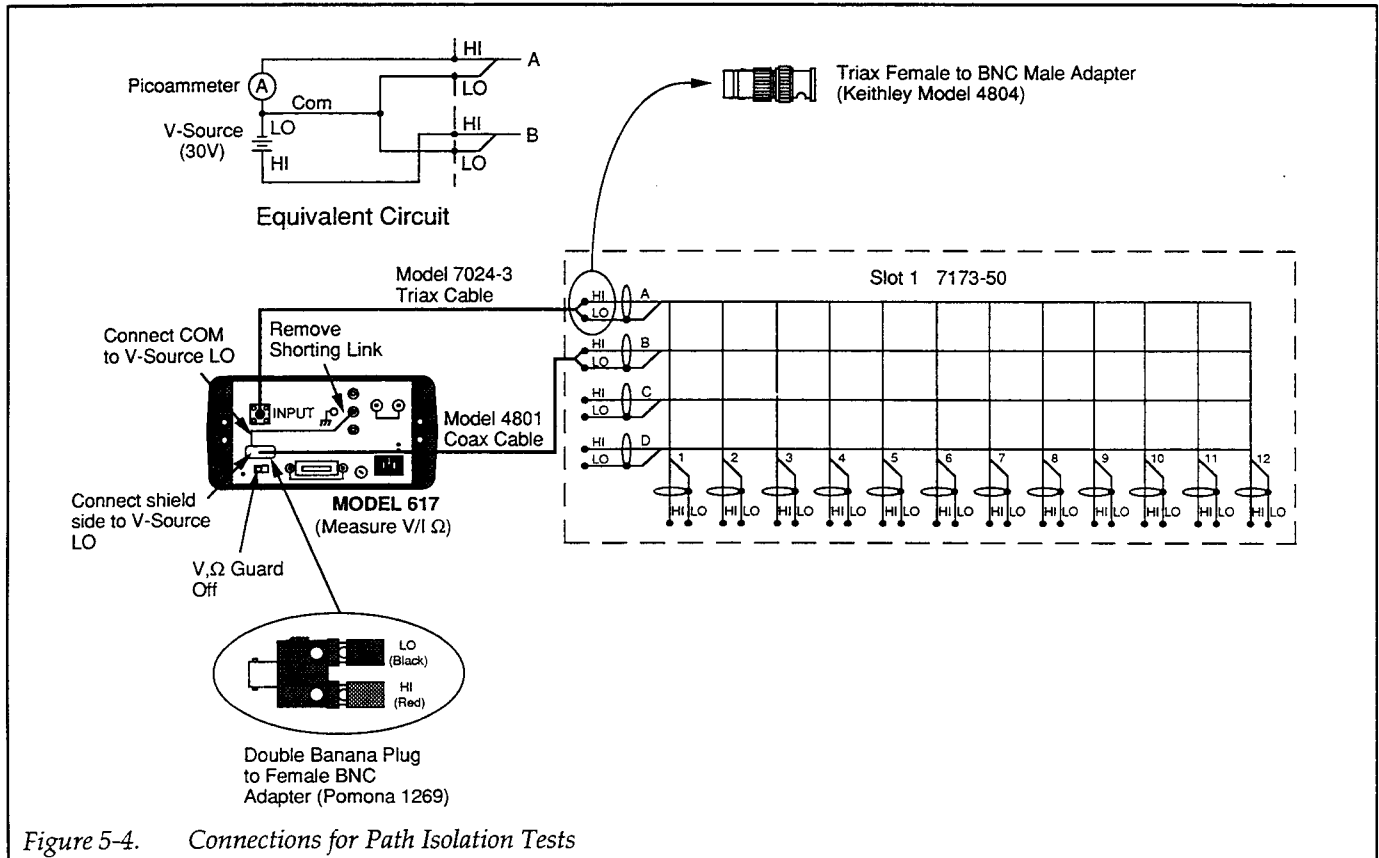 HI
A
Picoammeter
A
LO
Com
V-Source
(30V)
LO
HI
HI
B
LO
Equivalent Circuit
Triax Female to BNC Male Adapter
(Keithley Model 4804)
Model 7024-3
Triax Cable
Slot 1 7173-50
HI
A
LO
HI
B
LO
HI
C
LO
HI
D
LO
Connect COM
to V-Source LO
Remove
Shorting Link
INPUT
Model 4801
Coax Cable
1 2 3 4 5 6 7 8 9 10 11 12
HI LO HI LO HI LO HI LO HI LO HI LO HI LO HI LO HI LO HI LO HI LO HI LO
Connect shield
side to V-Source
LO
MODEL 617
(Measure V/I Ω)
V,Ω Guard
Off
LO
(Black)
HI
(Red)
Double Banana Plug
to Female BNC
Adapter (Pomona 1269)
Figure 5-4. Connections for Path Isolation Tests